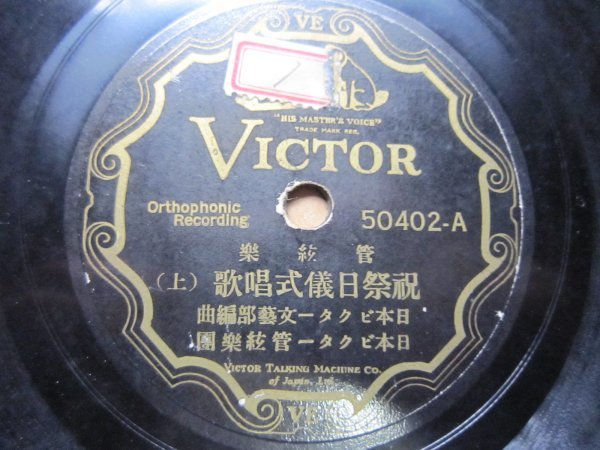 VE
上
"HIS MASTER'S VOICE"
TRADE MARK REG.
VICTOR
Orthophonic
Recording
50402-A
管絃樂
祝祭日儀式唱歌(上)
日本ビクター文藝部編曲
日本ビクター管絃樂團
VICTOR TALKING MACHINE CO.
of Japan, Ltd.
VE